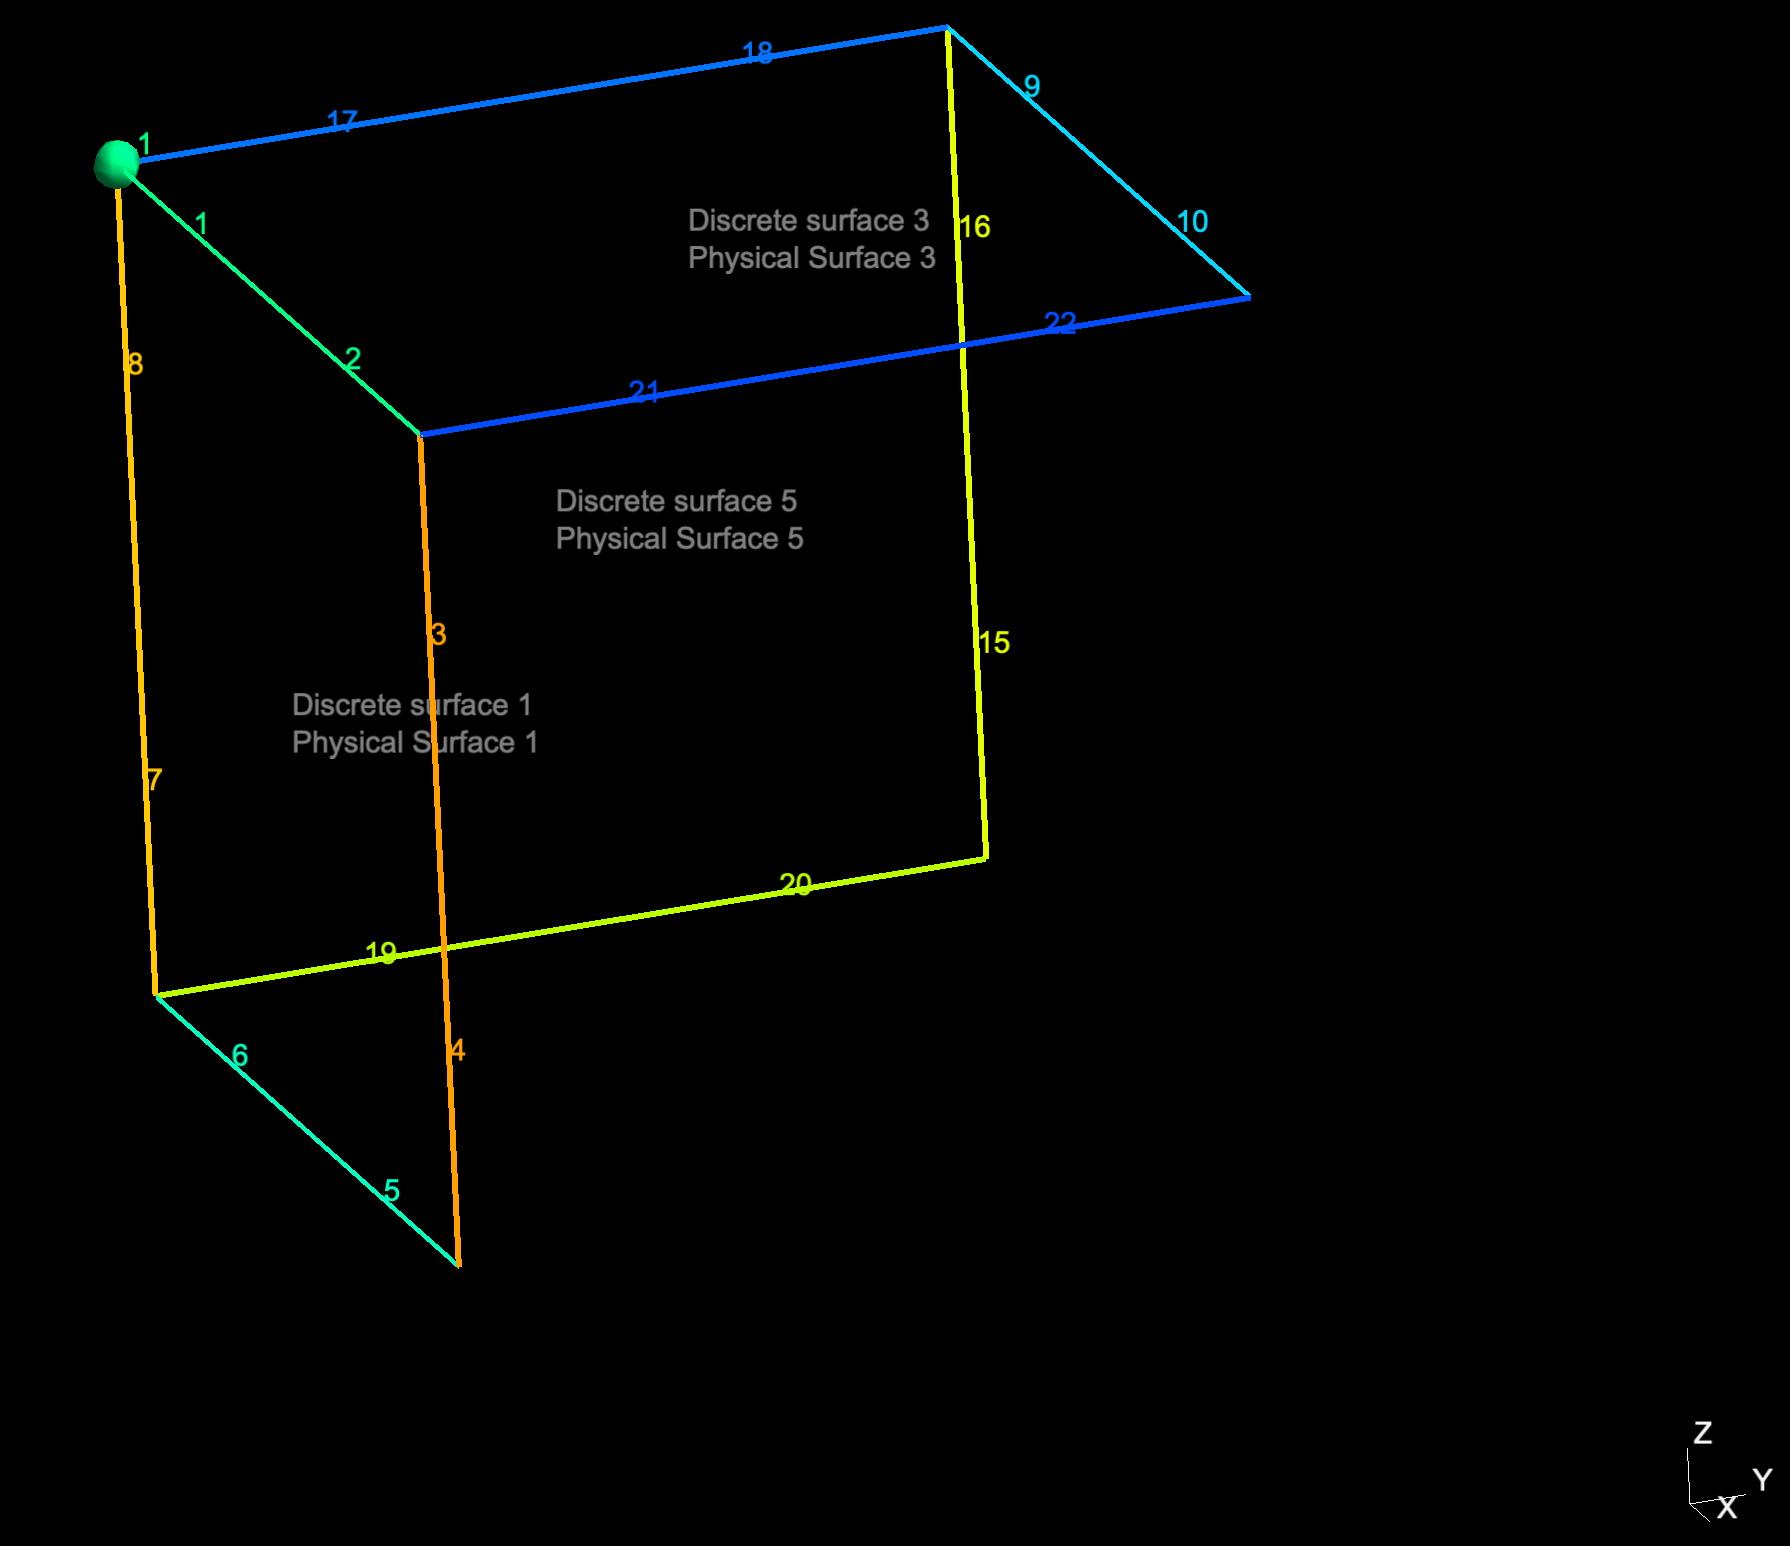 18
9
17
1
1
10
Discrete surface 3
16
Physical Surface 3
22
2
8
21
Discrete surface 5
Physical Surface 5
3
15
Discrete surface 1
Physical Surface 1
7
20
19
4
6
5
Z
Y
X